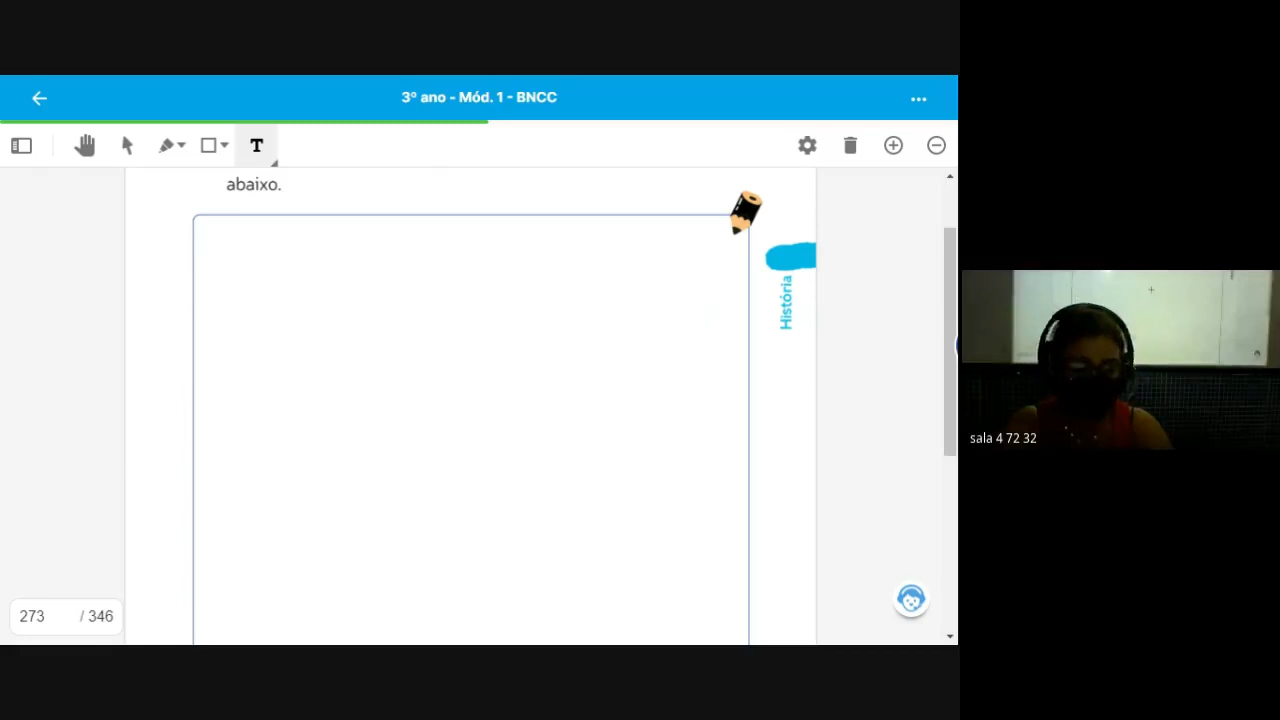 3º ano - Mód. 1 - BNCC
T
abaixo.
História
273 / 346
sala 4 72 32